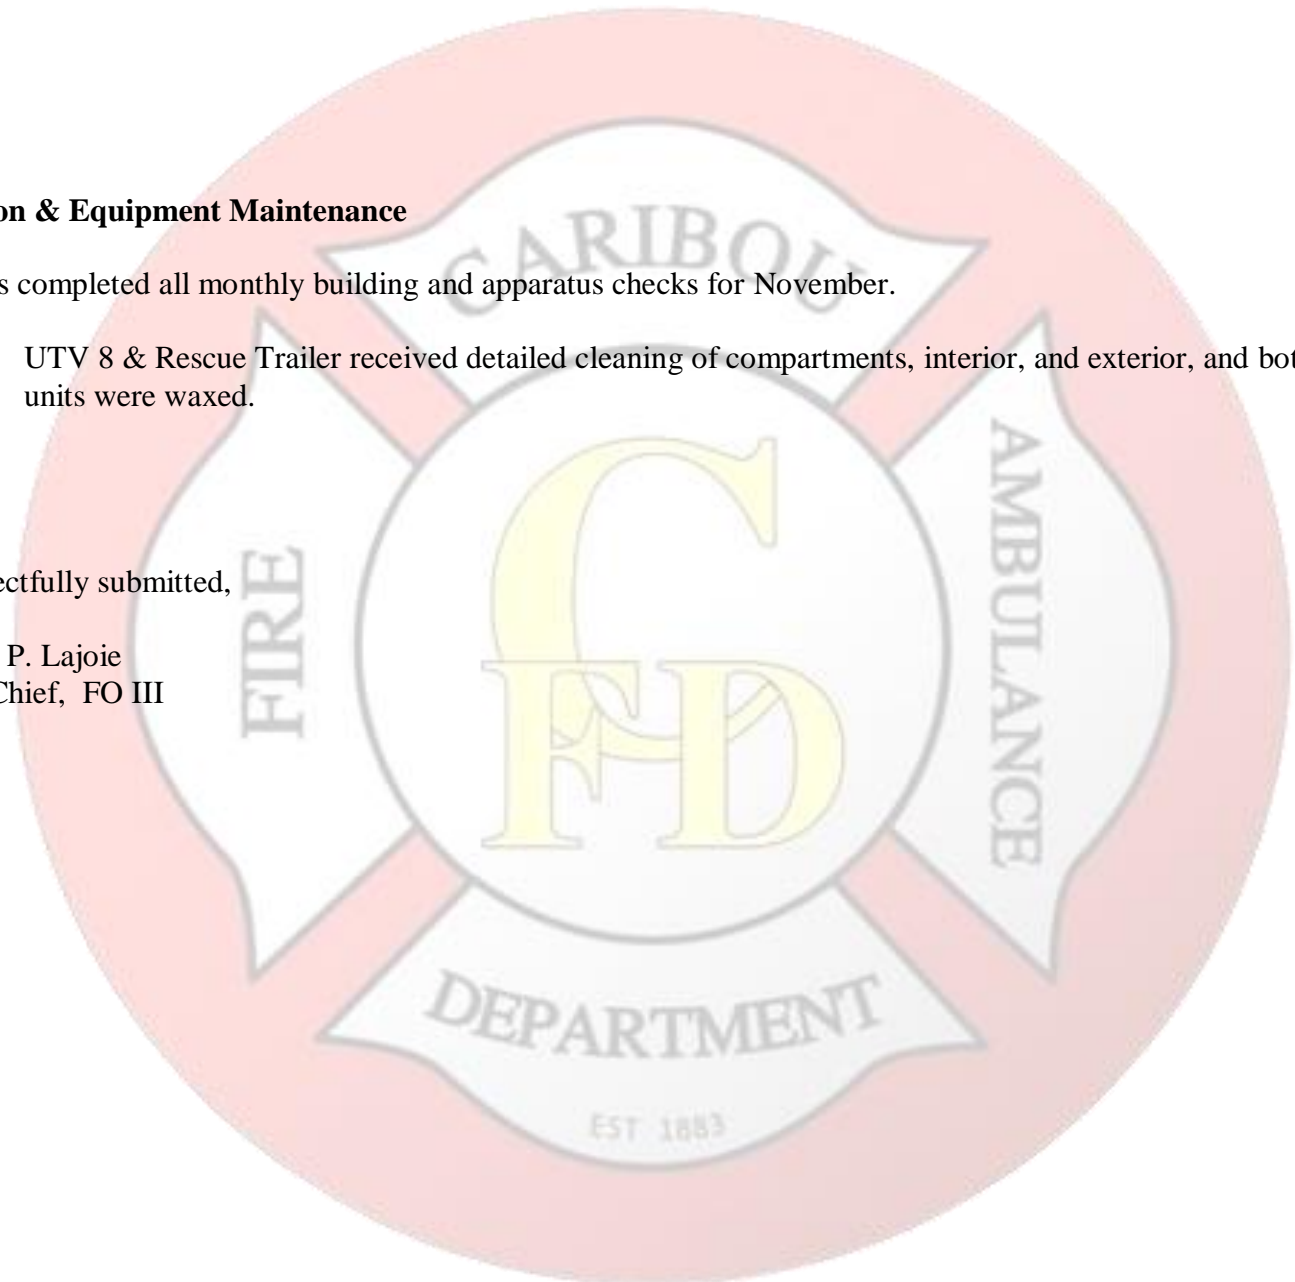 on & Equipment Maintenance
s completed all monthly building and apparatus checks for November.
UTV 8 & Rescue Trailer received detailed cleaning of compartments, interior, and exterior, and bot
units were waxed.
ectfully submitted,
P. Lajoie
Chief, FO III
CARIBOU
FIRE
AMBULANCE
CFD
DEPARTMENT
EST 1883